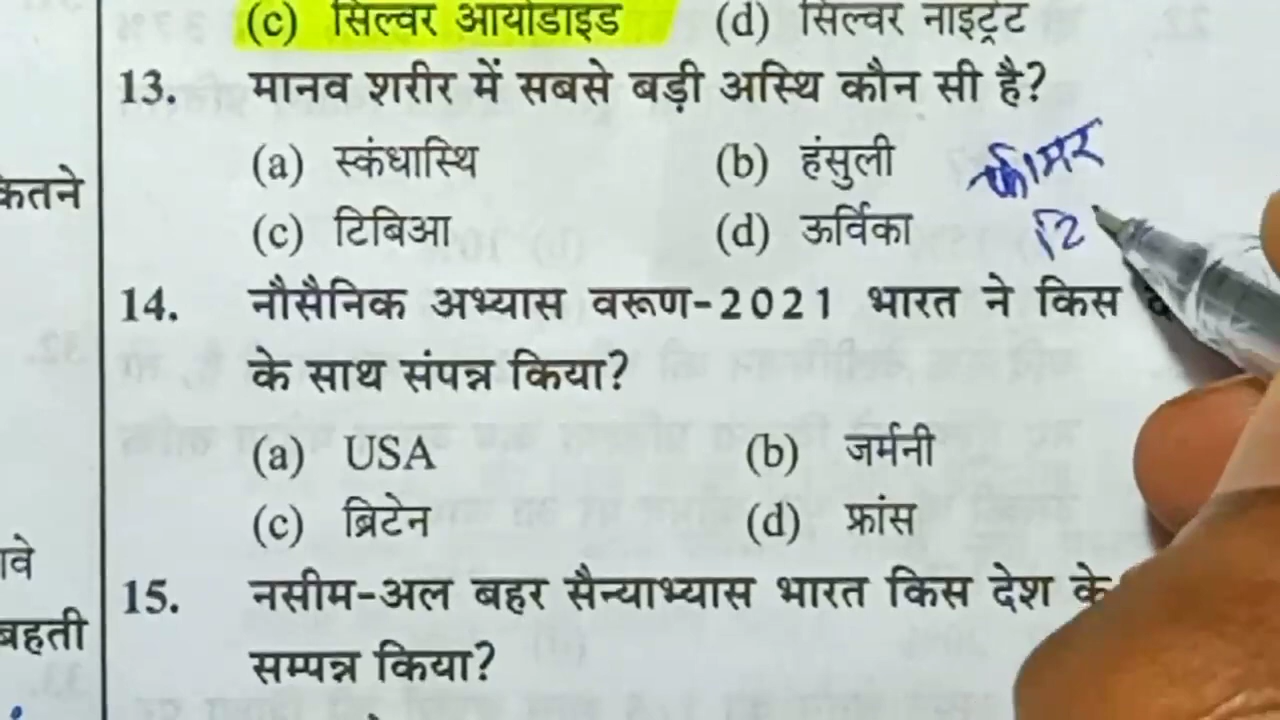 (c) सिल्वर आयोडाइड (d) सिल्वर नाइट्रेट
13. मानव शरीर में सबसे बड़ी अस्थि कौन सी है?
(a) स्कंधास्थि (b) हंसुली
(c) टिबिआ (d) ऊर्विका
14. नौसैनिक अभ्यास वरूण-2021 भारत ने किस
के साथ संपन्न किया?
(a) USA (b) जर्मनी
(c) ब्रिटेन (d) फ्रांस
15. नसीम-अल बहर सैन्याभ्यास भारत किस देश के
सम्पन्न किया?
बहती